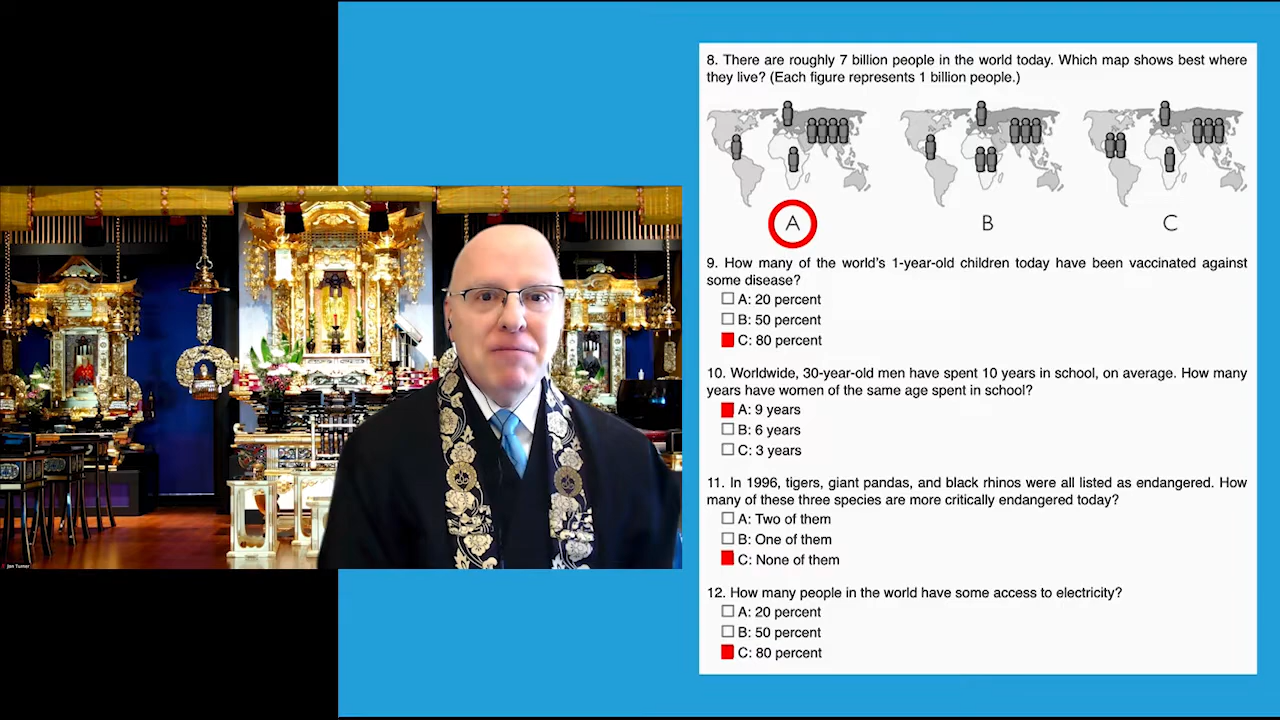 8. There are roughly 7 billion people in the world today. Which map shows best where
they live? (Each figure represents 1 billion people.)
A
B
C
9. How many of the world's 1-year-old children today have been vaccinated against
some disease?
A: 20 percent
B: 50 percent
C: 80 percent
10. Worldwide, 30-year-old men have spent 10 years in school, on average. How many
years have women of the same age spent in school?
A: 9 years
B: 6 years
C: 3 years
11. In 1996, tigers, giant pandas, and black rhinos were all listed as endangered. How
many of these three species are more critically endangered today?
A: Two of them
B: One of them
C: None of them
12. How many people in the world have some access to electricity?
A: 20 percent
B: 50 percent
C: 80 percent
Jon Turner